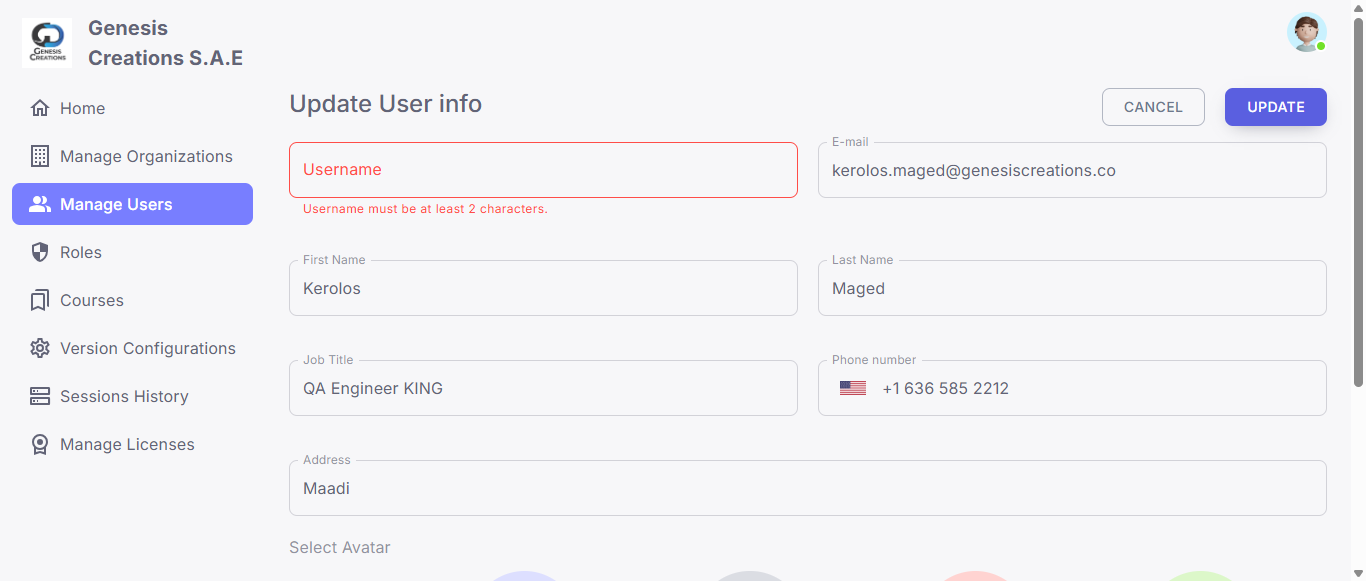 Genesis
Creations S.A.E
GENESIS
CREATIONS
Home
Manage Organizations
Manage Users
Roles
Courses
Version Configurations
Sessions History
Manage Licenses
Update User info
CANCEL
UPDATE
Username
Username must be at least 2 characters.
E-mail
kerolos.maged@genesiscreations.co
First Name
Kerolos
Last Name
Maged
Job Title
QA Engineer KING
Phone number
+1 636 585 2212
Address
Maadi
Select Avatar